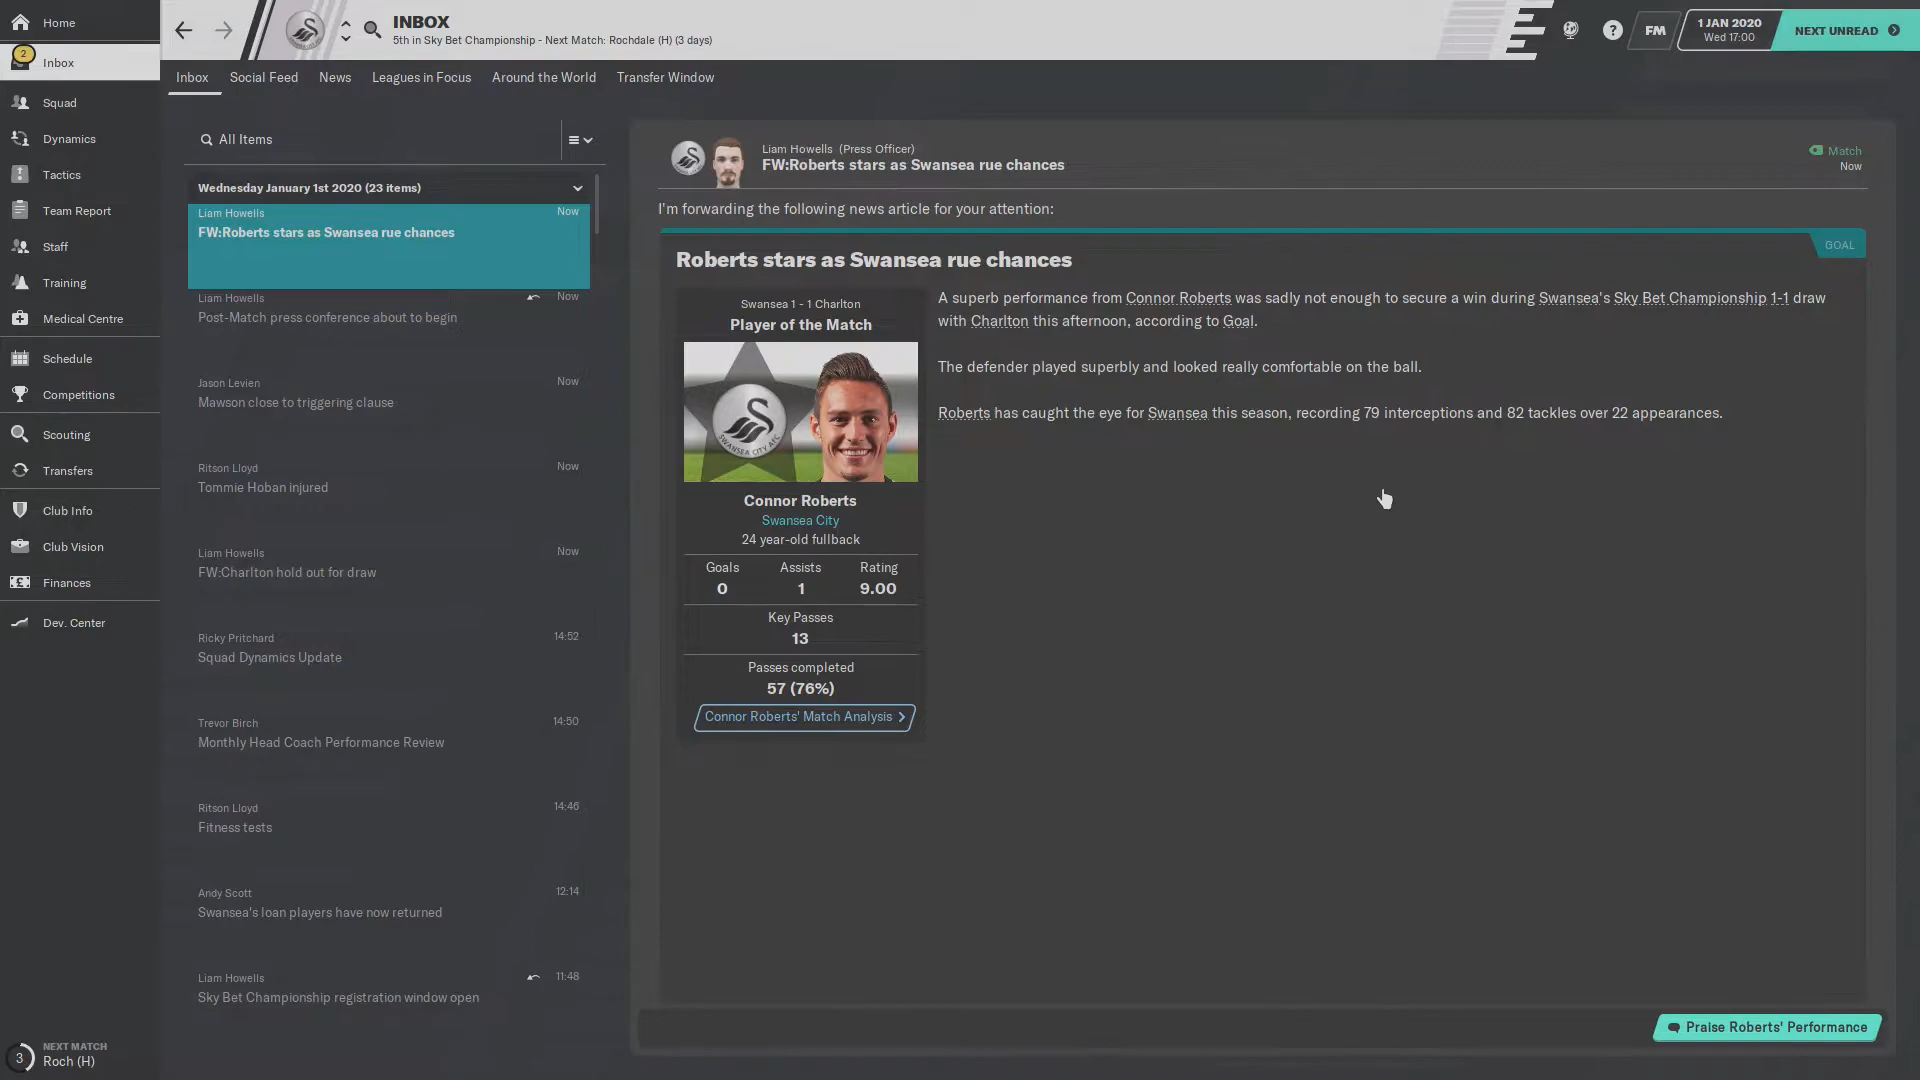 Home
INBOX
5th in Sky Bet Championship - Next Match: Rochdale (H) (3 days)
FM
1 JAN 2020
Wed 17:00
NEXT UNREAD
2
Inbox
Squad
Dynamics
Tactics
Team Report
Staff
Training
Medical Centre
Schedule
Competitions
Scouting
Transfers
Club Info
Club Vision
Finances
Dev. Center
3
NEXT MATCH
Roch (H)
Inbox
Social Feed
News
Leagues in Focus
Around the World
Transfer Window
All Items
Wednesday January 1st 2020 (23 items)
Liam Howells
Now
FW:Roberts stars as Swansea rue chances
Liam Howells
Now
Post-Match press conference about to begin
Jason Levien
Now
Mawson close to triggering clause
Ritson Lloyd
Now
Tommie Hoban injured
Liam Howells
Now
FW:Charlton hold out for draw
Ricky Pritchard
14:52
Squad Dynamics Update
Trevor Birch
14:50
Monthly Head Coach Performance Review
Ritson Lloyd
14:46
Fitness tests
Andy Scott
12:14
Swansea's loan players have now returned
Liam Howells
11:48
Sky Bet Championship registration window open
Liam Howells (Press Officer)
FW:Roberts stars as Swansea rue chances
Match
Now
I'm forwarding the following news article for your attention:
GOAL
Roberts stars as Swansea rue chances
Swansea 1 - 1 Charlton
Player of the Match
SWANSEA CITY AFC
Connor Roberts
Swansea City
24 year-old fullback
Goals Assists Rating
0 1 9.00
Key Passes
13
Passes completed
57 (76%)
Connor Roberts' Match Analysis
A superb performance from Connor Roberts was sadly not enough to secure a win during Swansea's Sky Bet Championship 1-1 draw
with Charlton this afternoon, according to Goal.
The defender played superbly and looked really comfortable on the ball.
Roberts has caught the eye for Swansea this season, recording 79 interceptions and 82 tackles over 22 appearances.
Praise Roberts' Performance